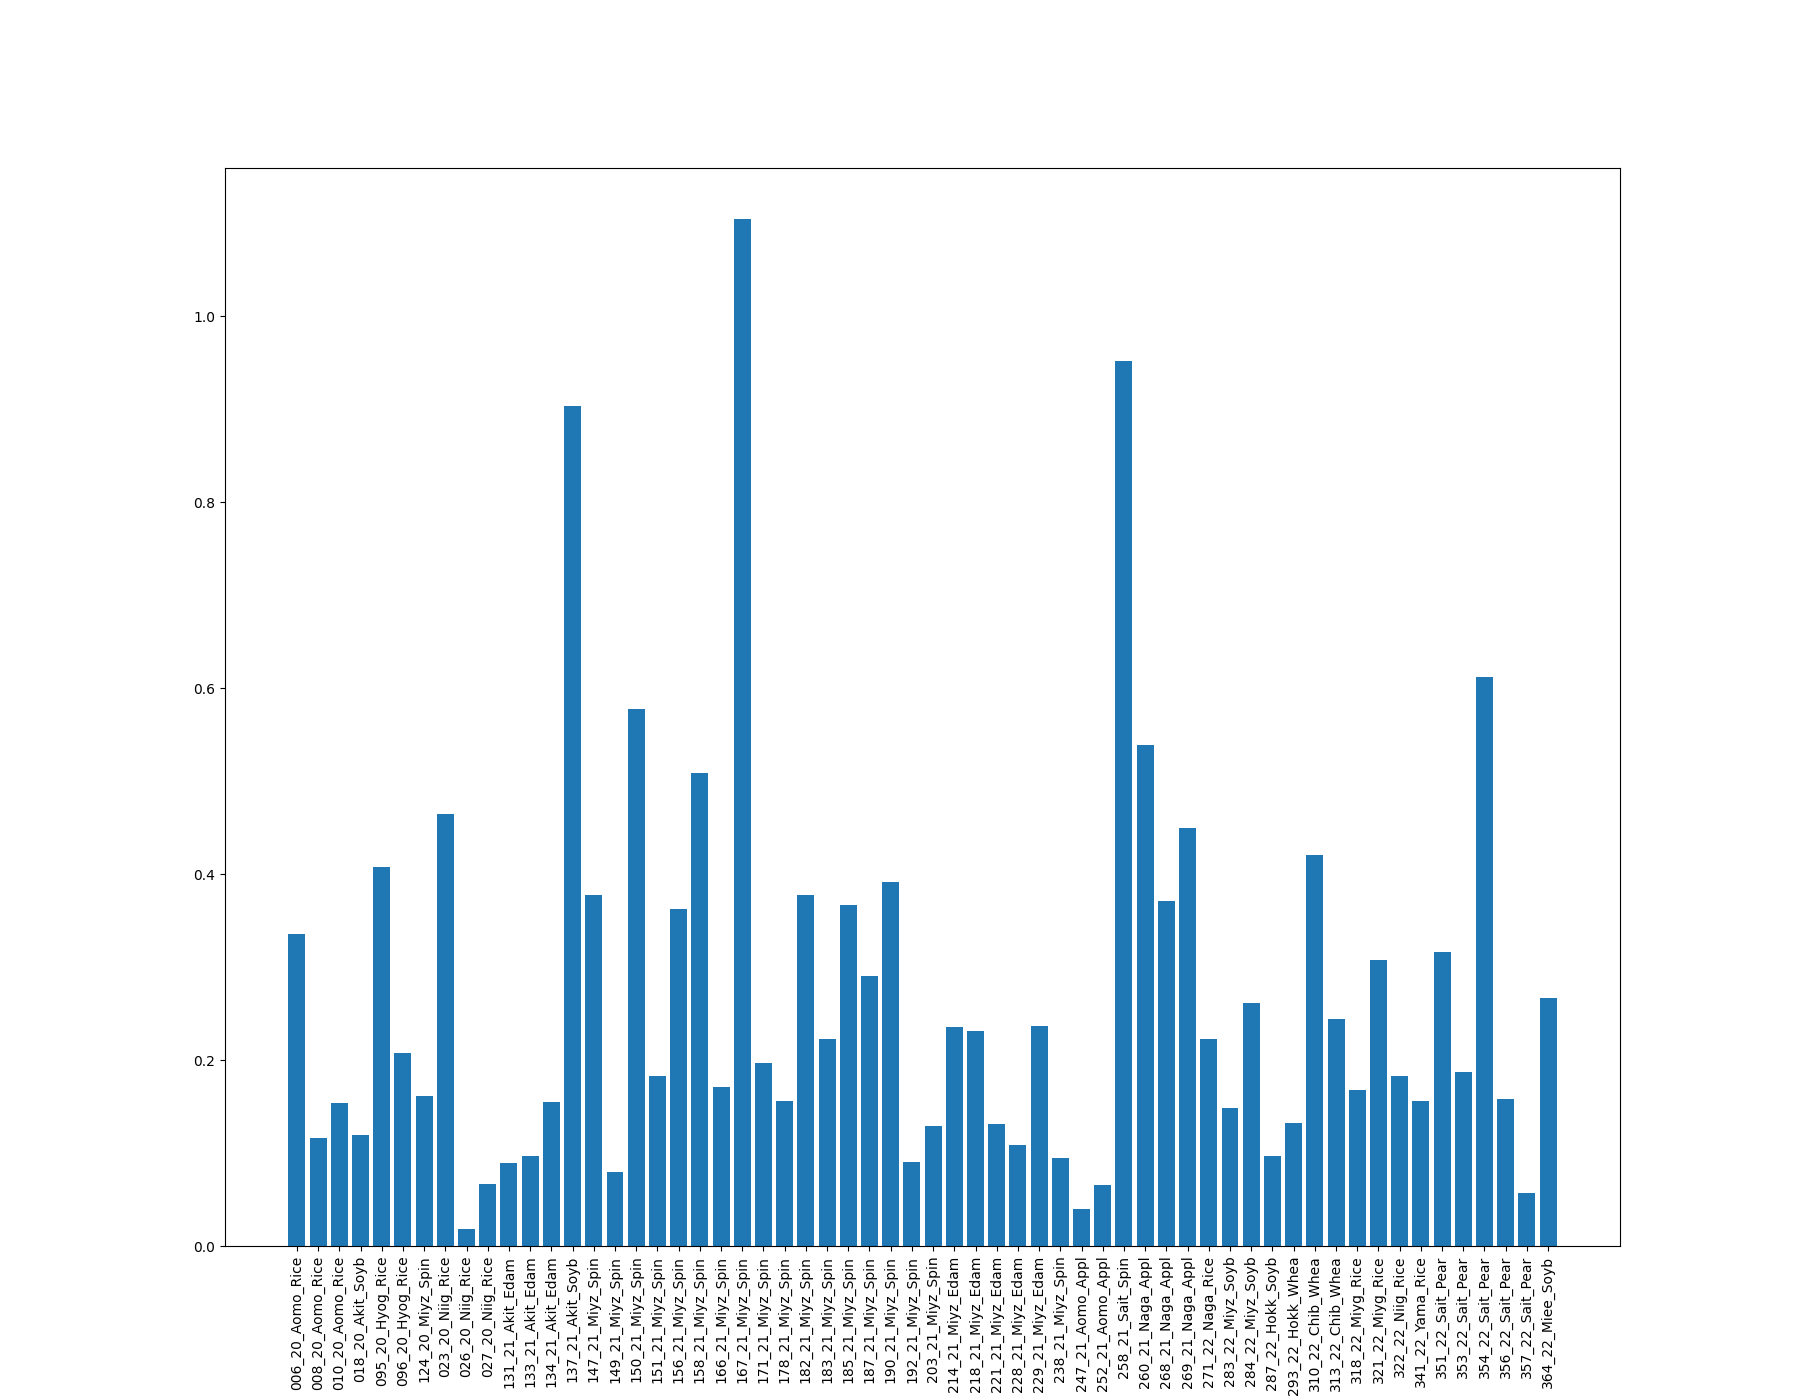 1.0
0.8
0.6
0.4
0.2
0.0
006_20_Aomo_Rice
008_20_Aomo_Rice
010_20_Aomo_Rice
018_20_Akit_Soyb
095_20_Hyog_Rice
096_20_Hyog_Rice
124_20_Miyz_Spin
023_20_Niig_Rice
026_20_Niig_Rice
027_20_Niig_Rice
131_21_Akit_Edam
133_21_Akit_Edam
134_21_Akit_Edam
137_21_Akit_Soyb
147_21_Miyz_Spin
149_21_Miyz_Spin
150_21_Miyz_Spin
151_21_Miyz_Spin
156_21_Miyz_Spin
158_21_Miyz_Spin
166_21_Miyz_Spin
167_21_Miyz_Spin
171_21_Miyz_Spin
178_21_Miyz_Spin
182_21_Miyz_Spin
183_21_Miyz_Spin
185_21_Miyz_Spin
187_21_Miyz_Spin
190_21_Miyz_Spin
192_21_Miyz_Spin
203_21_Miyz_Spin
214_21_Miyz_Edam
218_21_Miyz_Edam
221_21_Miyz_Edam
228_21_Miyz_Edam
229_21_Miyz_Edam
238_21_Miyz_Spin
247_21_Aomo_Appl
252_21_Aomo_Appl
258_21_Sait_Spin
260_21_Naga_Appl
268_21_Naga_Appl
269_21_Naga_Appl
271_22_Naga_Rice
283_22_Miyz_Soyb
284_22_Miyz_Soyb
287_22_Hokk_Soyb
293_22_Hokk_Whea
310_22_Chib_Whea
313_22_Chib_Whea
318_22_Miyg_Rice
321_22_Miyg_Rice
322_22_Niig_Rice
341_22_Yama_Rice
351_22_Sait_Pear
353_22_Sait_Pear
354_22_Sait_Pear
356_22_Sait_Pear
357_22_Sait_Pear
364_22_Miee_Soyb